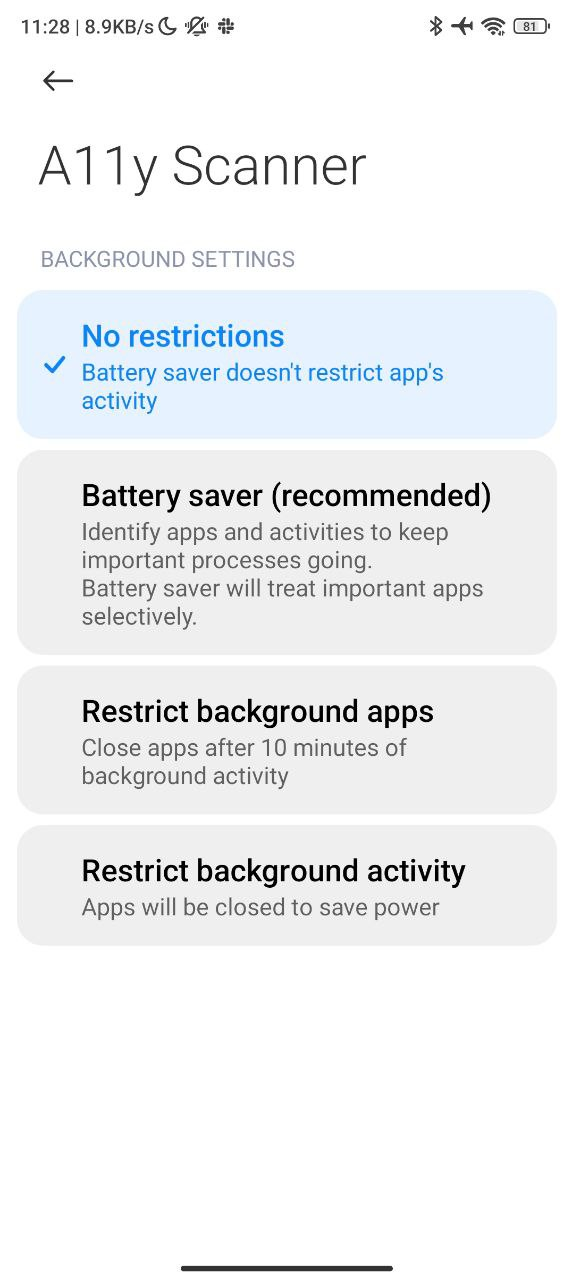 11:28 | 8.9KB/s
81
A11y Scanner
BACKGROUND SETTINGS
No restrictions
Battery saver doesn't restrict app's
activity
Battery saver (recommended)
Identify apps and activities to keep
important processes going.
Battery saver will treat important apps
selectively.
Restrict background apps
Close apps after 10 minutes of
background activity
Restrict background activity
Apps will be closed to save power